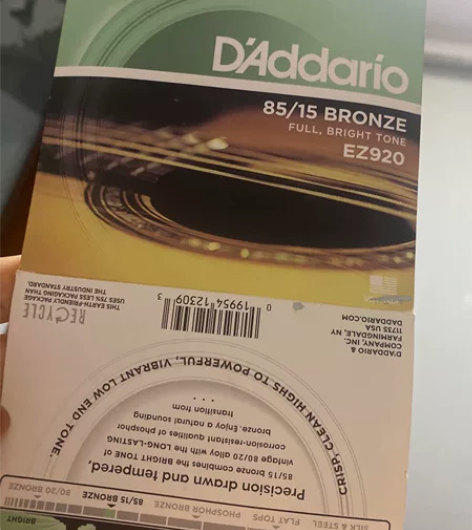 D'Addario
85/15 BRONZE
FULL, BRIGHT TONE
EZ920
BRIGHT
SILK STEEL FLAT TOPS PHOSPHOR BRONZE 85/15 BRONZE 80/20 BRONZE
Precision drawn and tempered,
85/15 bronze combine the BRIGHT TONE of
vintage 80/20 alloy with the LONG-LASTING
corrosion-resistant qualities of phosphor
bronze. Enjoy natural sounding
transition from
...
CRISP, CLEAN HIGHS TO POWERFUL, VIBRANT LOW END TONE.
D'ADDARIO &
COMPANY, INC.
FARMINGDALE, NY
11735 USA
DADDARIO.COM
0 19954 12309 3
RECYCLE
THIS EARTH-FRIENDLY PACKAGE
USES 75% LESS PACKAGING THAN
THE INDUSTRY STANDARD.